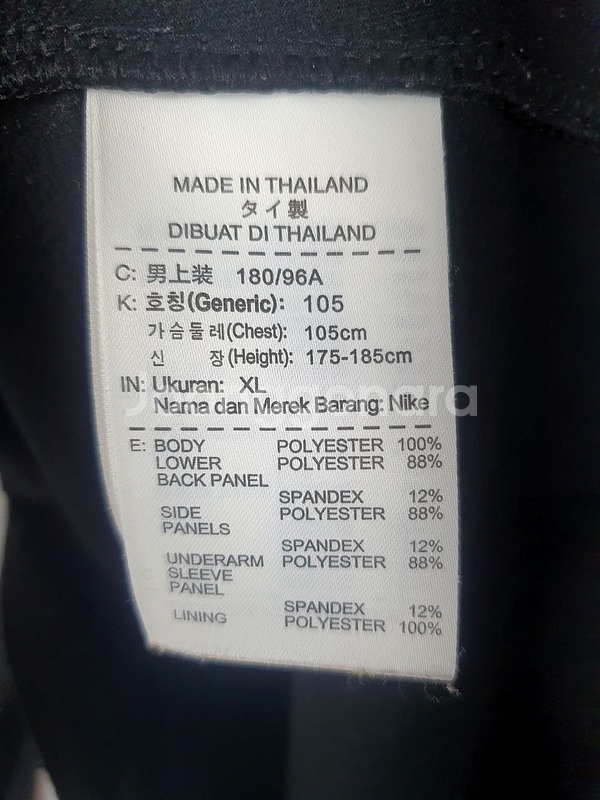 MADE IN THAILAND
タイ製
DIBUAT DI THAILAND
C: 男上装 180/96A
K: 호칭(Generic): 105
가슴둘레(Chest): 105cm
신 장(Height): 175-185cm
IN: Ukuran: XL
Nama dan Merek Barang: Nike
E: BODY POLYESTER 100%
LOWER POLYESTER 88%
BACK PANEL
SPANDEX 12%
SIDE POLYESTER 88%
PANELS
SPANDEX 12%
UNDERARM POLYESTER 88%
SLEEVE
PANEL
SPANDEX 12%
LINING POLYESTER 100%